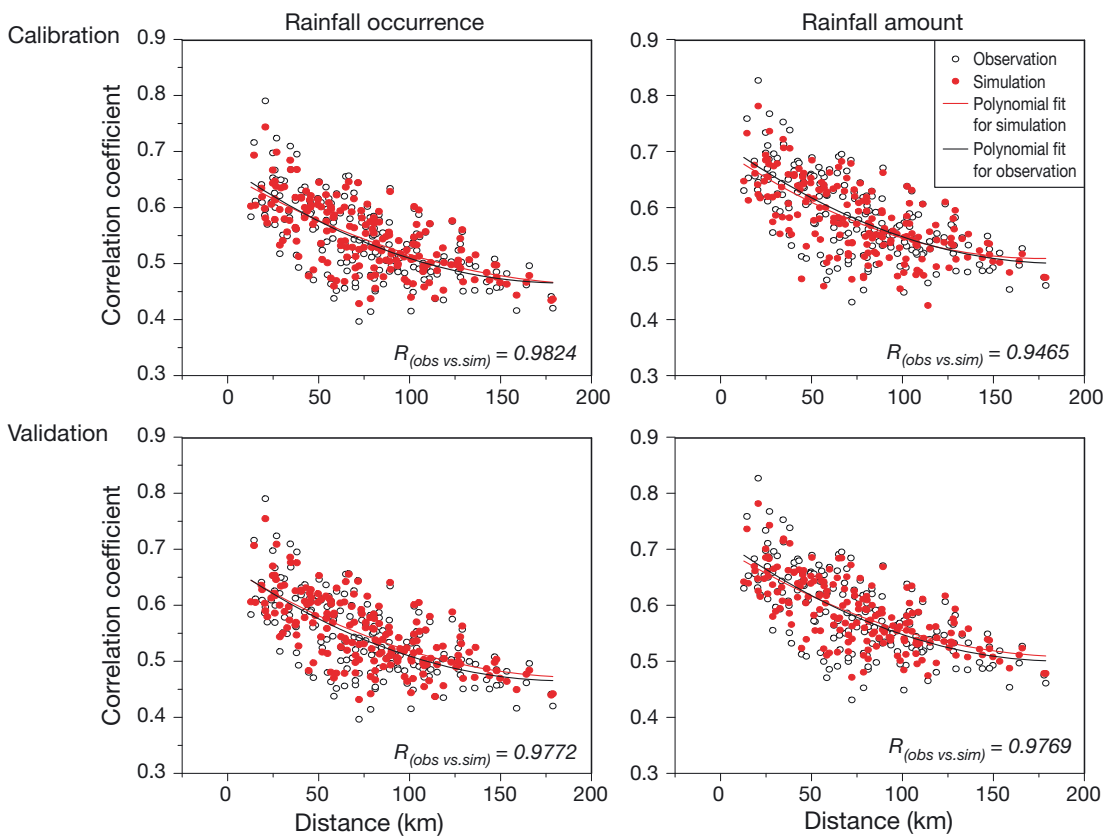 Rainfall occurrence
Rainfall amount
Calibration
0.9
0.8
0.7
0.6
0.5
0.4
0.3
Correlation coefficient
R(obs vs.sim) = 0.9824
0
50
100
150
200
0.9
0.8
0.7
0.6
0.5
0.4
0.3
Observation
Simulation
Polynomial fit
for simulation
Polynomial fit
for observation
R(obs vs.sim) = 0.9465
0
50
100
150
200
Validation
0.9
0.8
0.7
0.6
0.5
0.4
0.3
Correlation coefficient
R(obs vs.sim) = 0.9772
0
50
100
150
200
Distance (km)
0.9
0.8
0.7
0.6
0.5
0.4
0.3
R(obs vs.sim) = 0.9769
0
50
100
150
200
Distance (km)